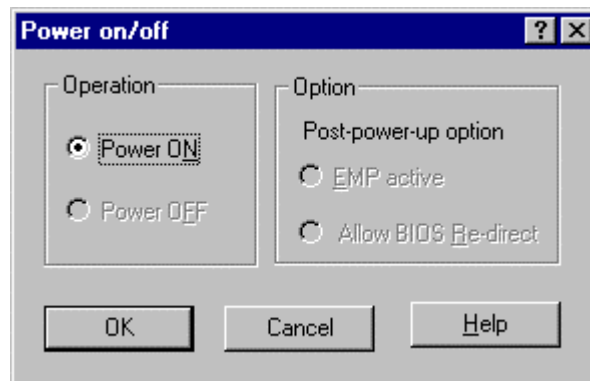 Power on/off
Operation
Power ON
Power OFF
Option
Post-power-up option
EMP active
Allow BIOS Re-direct
OK
Cancel
Help